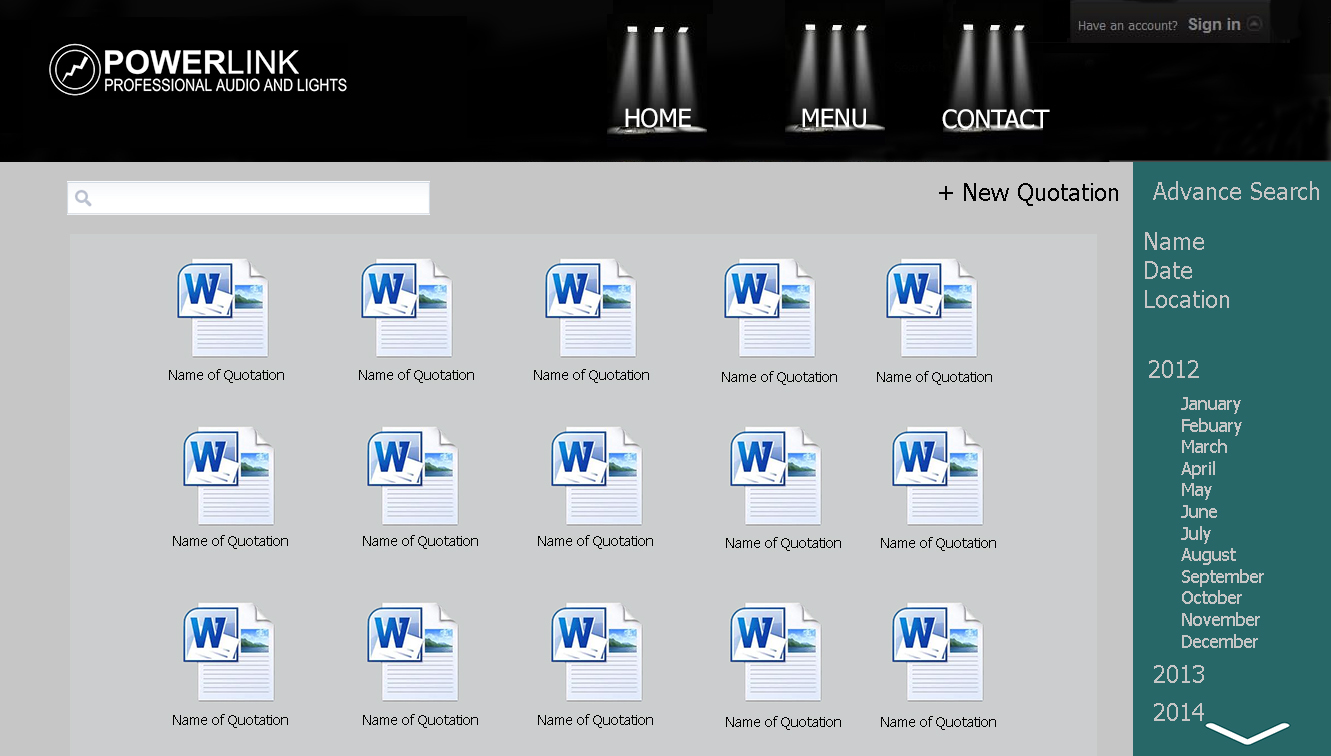 Have an account? Sign in
POWERLINK
PROFESSIONAL AUDIO AND LIGHTS
HOME MENU CONTACT
+ New Quotation
Advance Search
Name
Date
Location
W W W W W
Name of Quotation Name of Quotation Name of Quotation Name of Quotation Name of Quotation
W W W W W
Name of Quotation Name of Quotation Name of Quotation Name of Quotation Name of Quotation
W W W W W
Name of Quotation Name of Quotation Name of Quotation Name of Quotation Name of Quotation
2012
January
Febuary
March
April
May
June
July
August
September
October
November
December
2013
2014